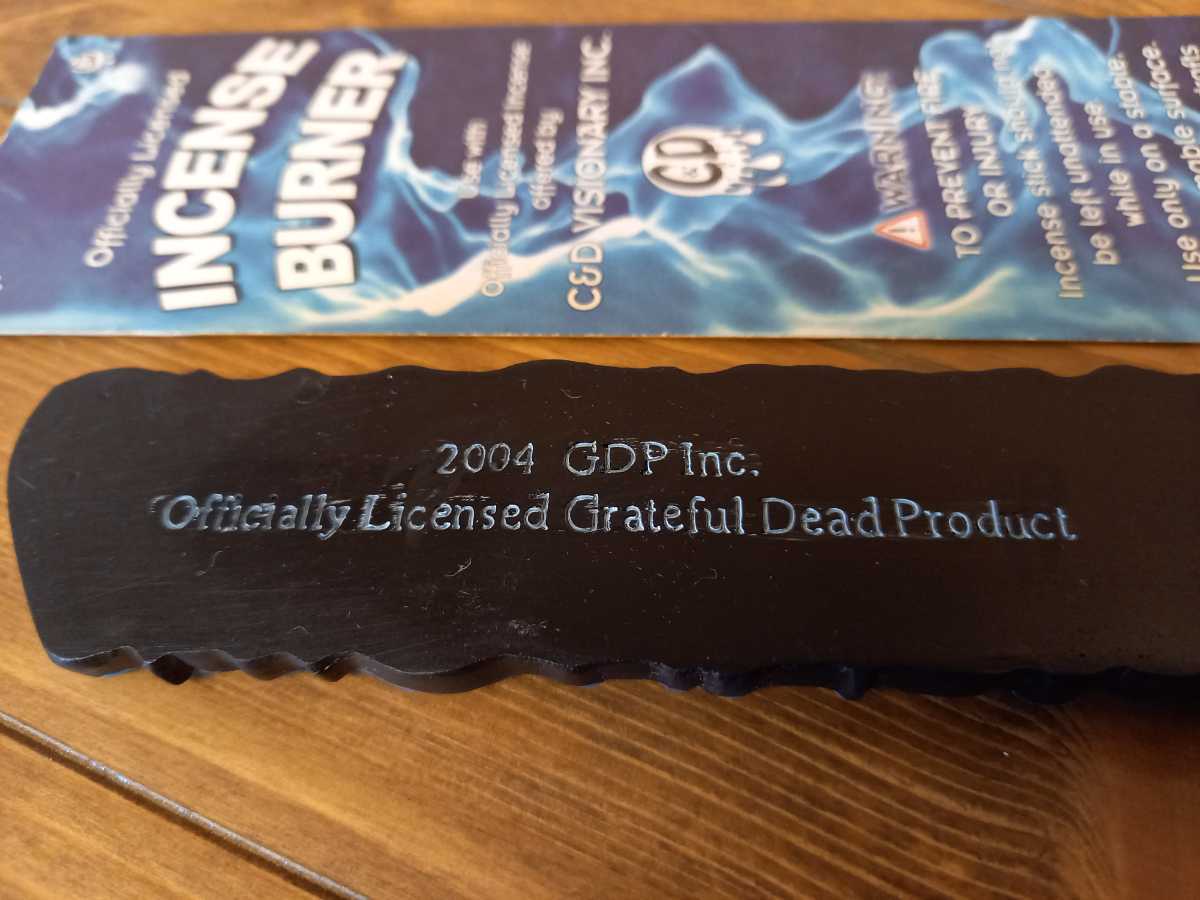 Officially Licensed
INCENSE
BURNER
Use with
Officially Licensed license
offered by
C&D VISIONARY INC.
C&D
WARNING!
TO PREVENT FIRE
OR INJURY
Incense stick should not
be left unattended
while in use
Use only on a stable,
surface.
2004 GDP Inc.
Officially Licensed Grateful Dead Product